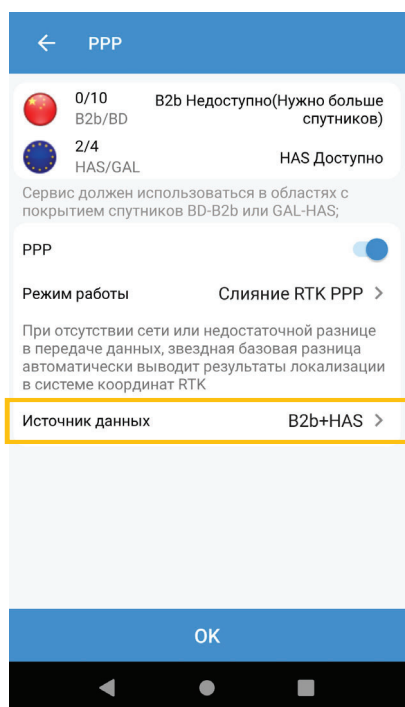 PPP
0/10
B2b/BD
B2b Недоступно(Нужно больше
спутников)
2/4
HAS/GAL
HAS Доступно
Сервис должен использоваться в областях с
покрытием спутников BD-B2b или GAL-HAS;
PPP
Режим работы Слияние RTK PPP >
При отсутствии сети или недостаточной разнице
в передаче данных, звездная базовая разница
автоматически выводит результаты локализации
в системе координат RTK
Источник данных B2b+HAS >
OK